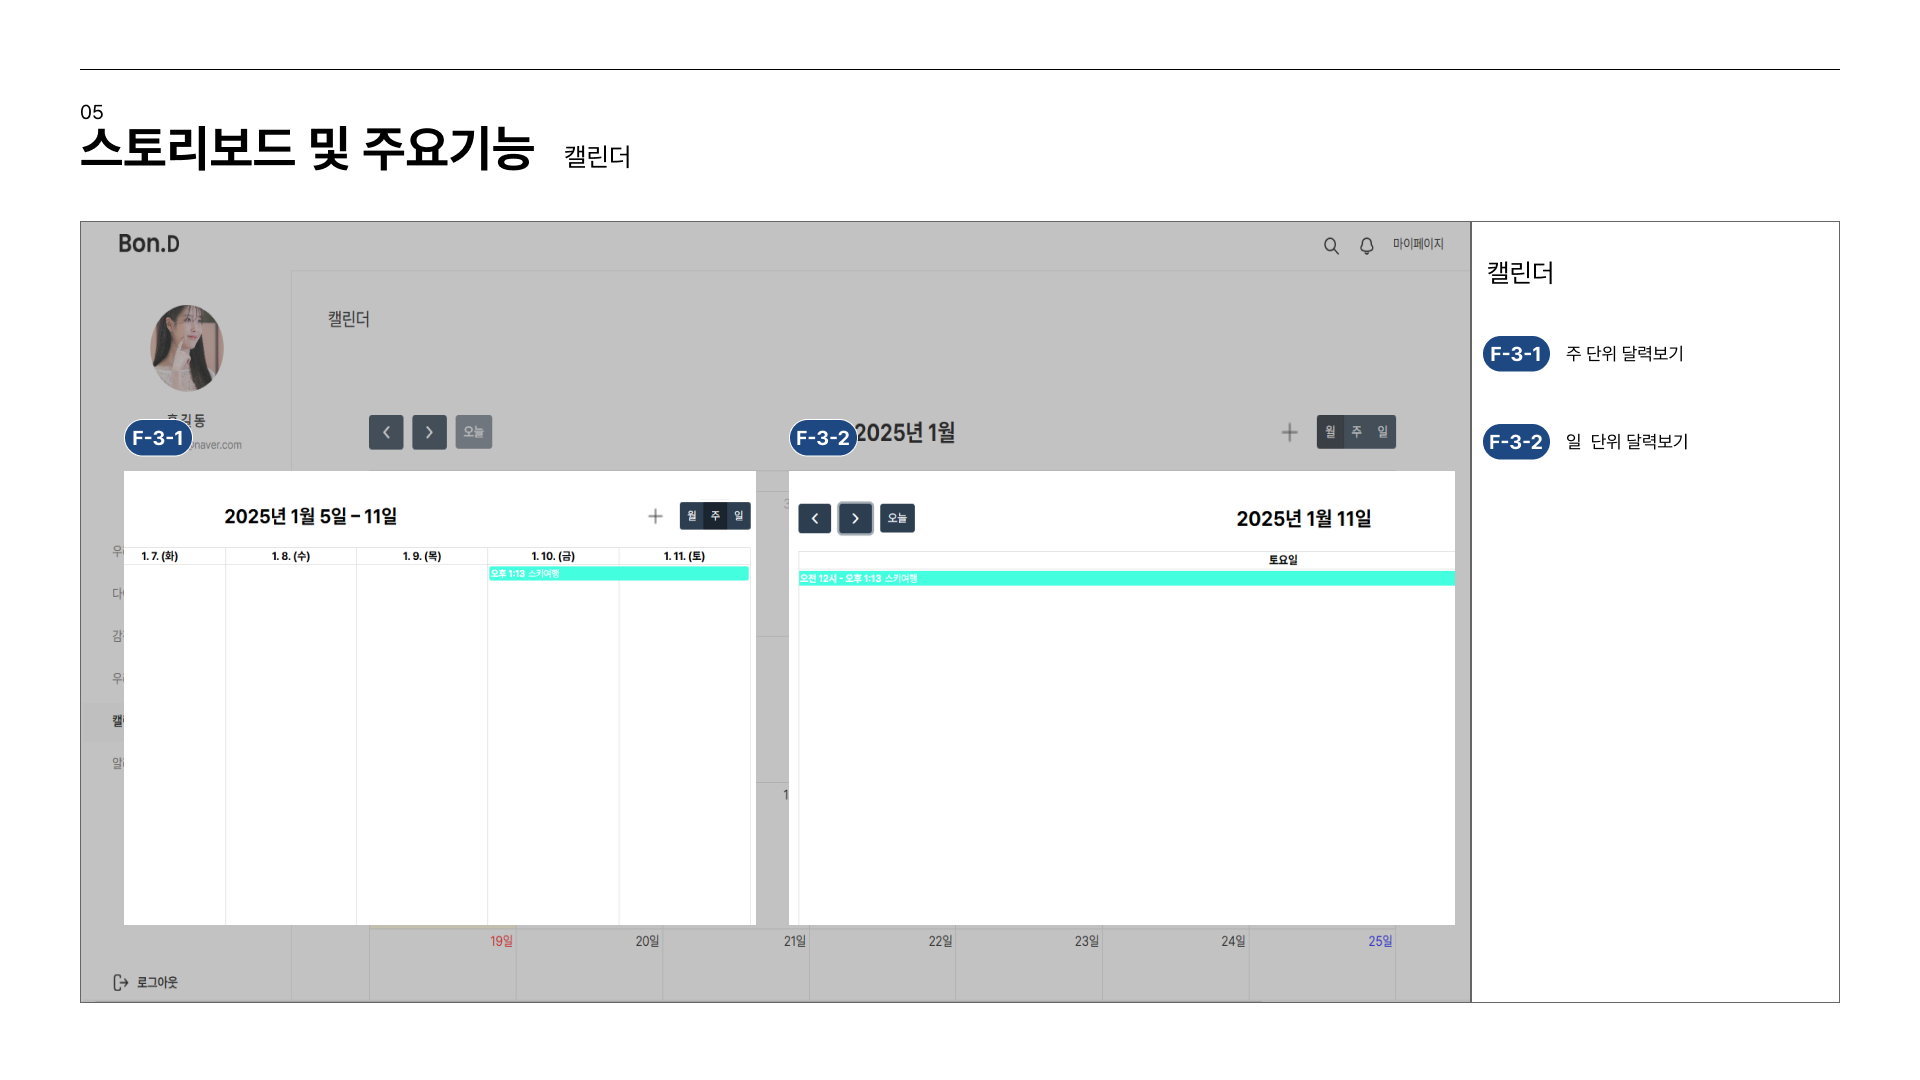 05
스토리보드 및 주요기능 캘린더
Bon.D
마이페이지
캘린더
길동
naver.com
F-3-1
오늘
F-3-2
2025년 1월
월 주 일
2025년 1월 5일 – 11일
월 주 일
1. 7. (화) 1. 8. (수) 1. 9. (목) 1. 10. (금) 1. 11. (토)
오후 1:13 스키여행
오늘
2025년 1월 11일
토요일
오전 12시 - 오후 1:13 스키여행
19일 20일 21일 22일 23일 24일 25일
로그아웃
캘린더
F-3-1 주 단위 달력보기
F-3-2 일 단위 달력보기